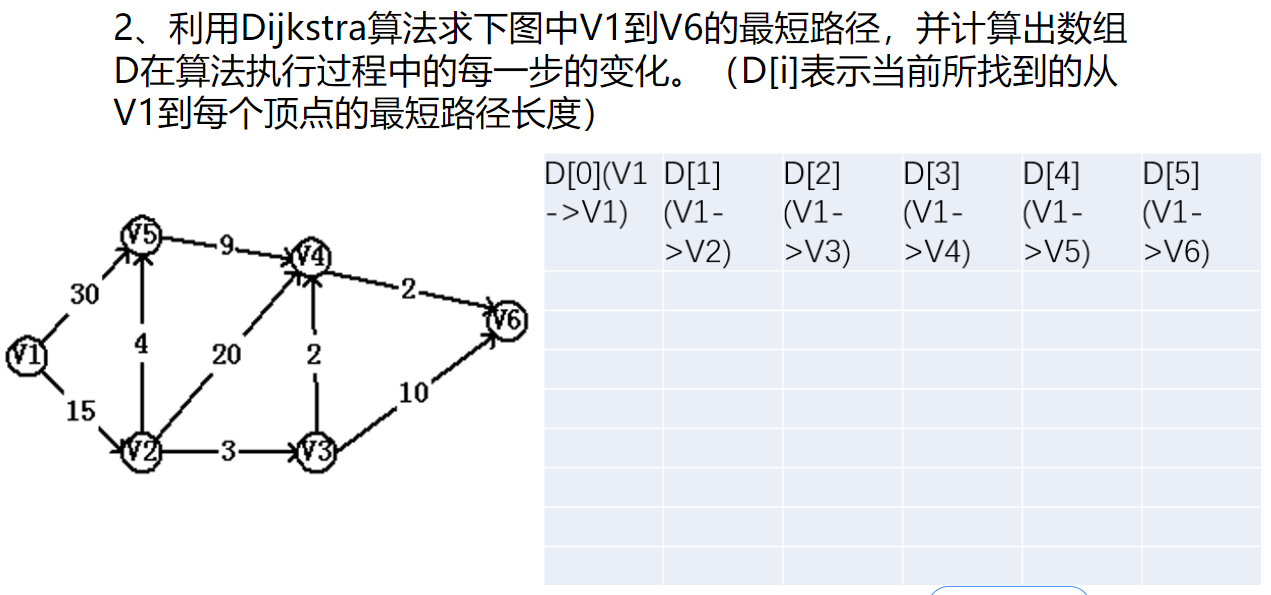 2、利用Dijkstra算法求下图中V1到V6的最短路径，并计算出数组
D在算法执行过程中的每一步的变化。（D[i]表示当前所找到的从
V1到每个顶点的最短路径长度）
D[0](V1
->V1)
D[1]
(V1-
>V2)
D[2]
(V1-
>V3)
D[3]
(V1-
>V4)
D[4]
(V1-
>V5)
D[5]
(V1-
>V6)
V5
9
V4
30
2
V6
4
20
2
V1
15
10
V2
3
V3